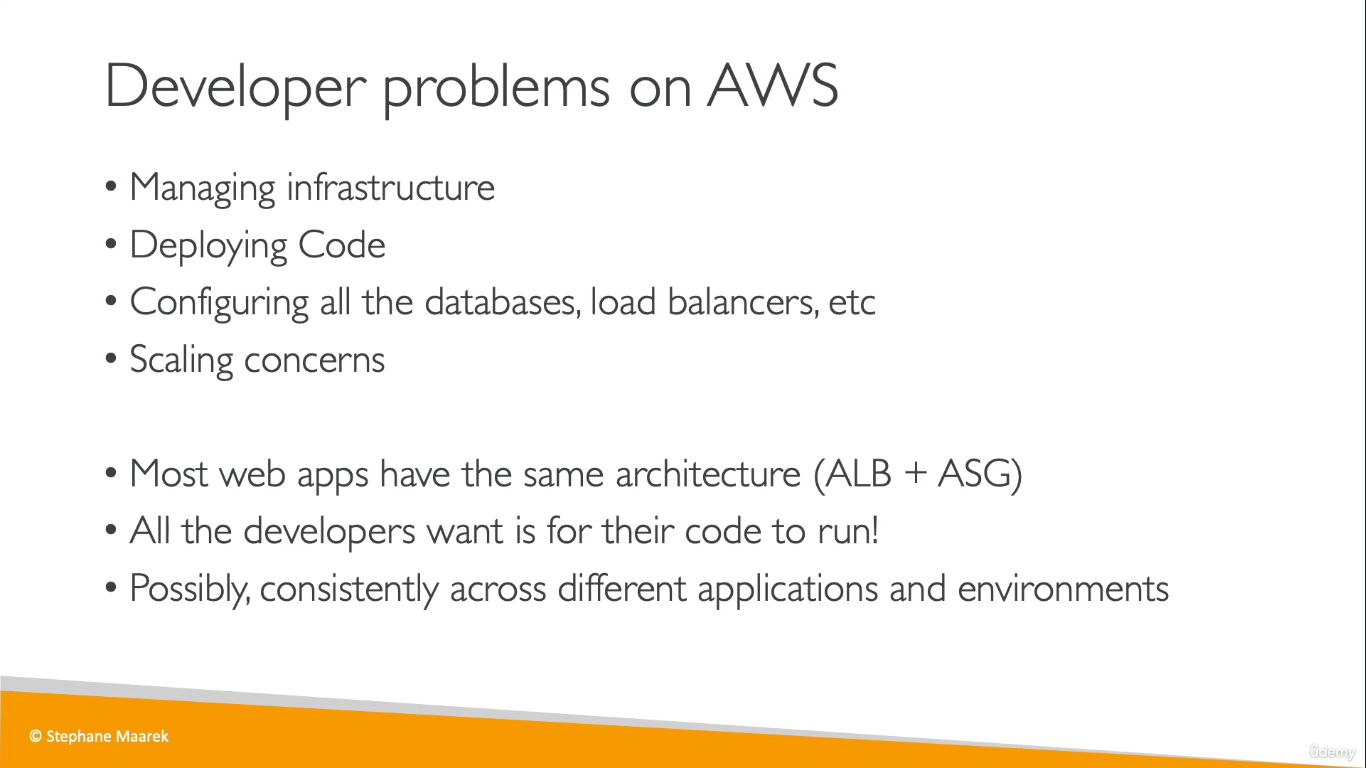 Developer problems on AWS
• Managing infrastructure
• Deploying Code
• Configuring all the databases, load balancers, etc
• Scaling concerns
• Most web apps have the same architecture (ALB + ASG)
• All the developers want is for their code to run!
• Possibly, consistently across different applications and environments
© Stephane Maarek
ûdemy